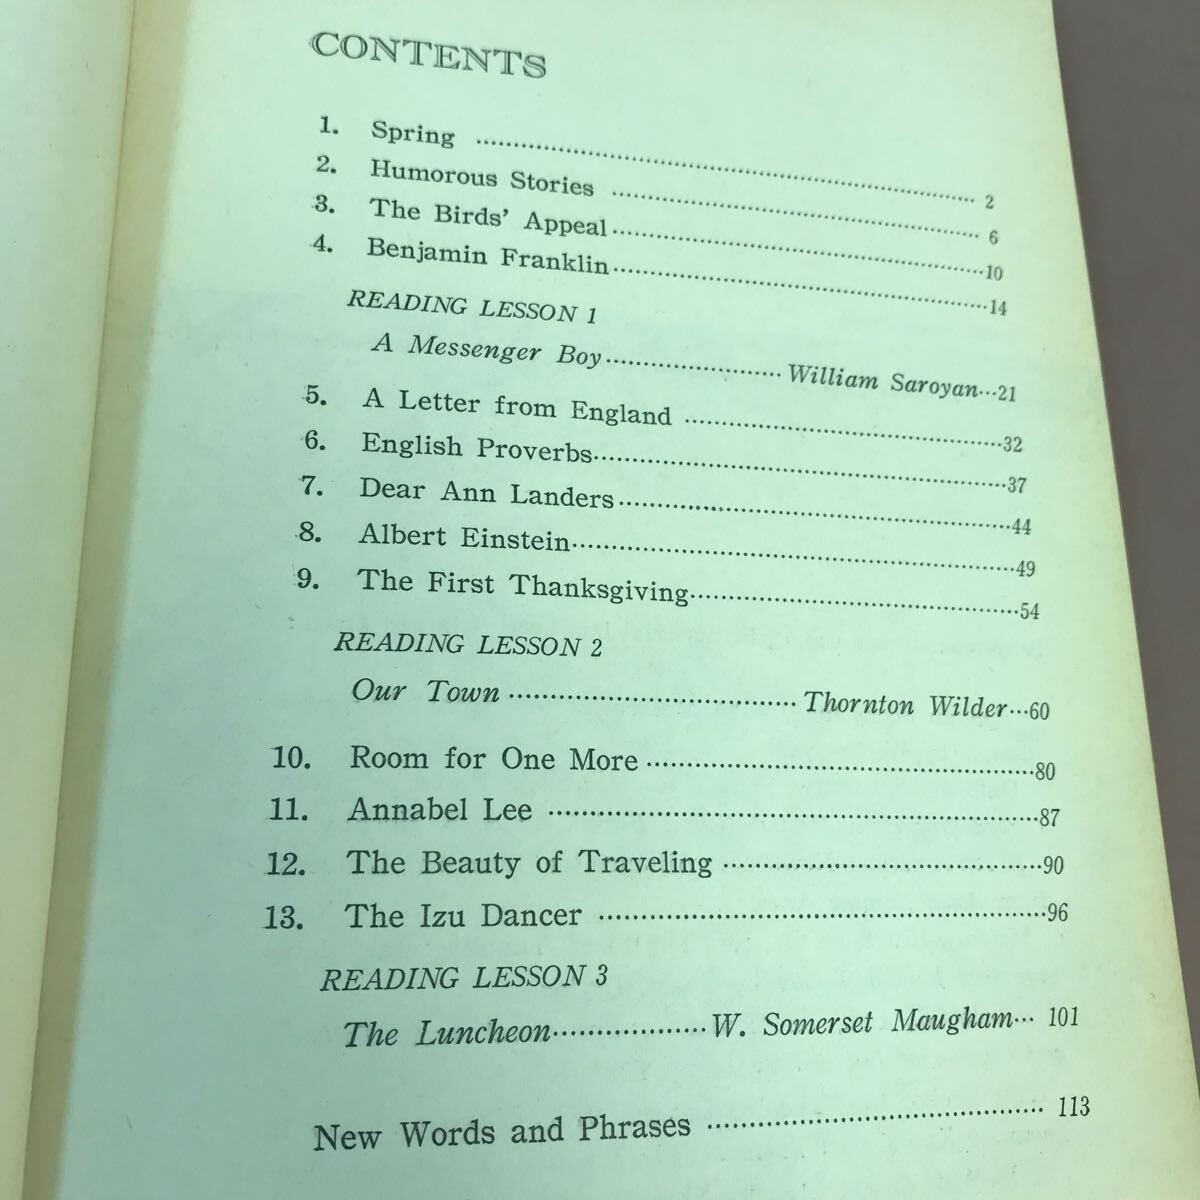 CONTENTS
1. Spring ........ 2
2. Humorous Stories ........ 6
3. The Birds' Appeal ........ 10
4. Benjamin Franklin ........ 14
READING LESSON 1
A Messenger Boy ........ William Saroyan...21
5. A Letter from England ........ 32
6. English Proverbs ........ 37
7. Dear Ann Landers ........ 44
8. Albert Einstein ........ 49
9. The First Thanksgiving ........ 54
READING LESSON 2
Our Town ........ Thornton Wilder...60
10. Room for One More ........ 80
11. Annabel Lee ........ 87
12. The Beauty of Traveling ........ 90
13. The Izu Dancer ........ 96
READING LESSON 3
The Luncheon ........ W. Somerset Maugham... 101
New Words and Phrases ........ 113